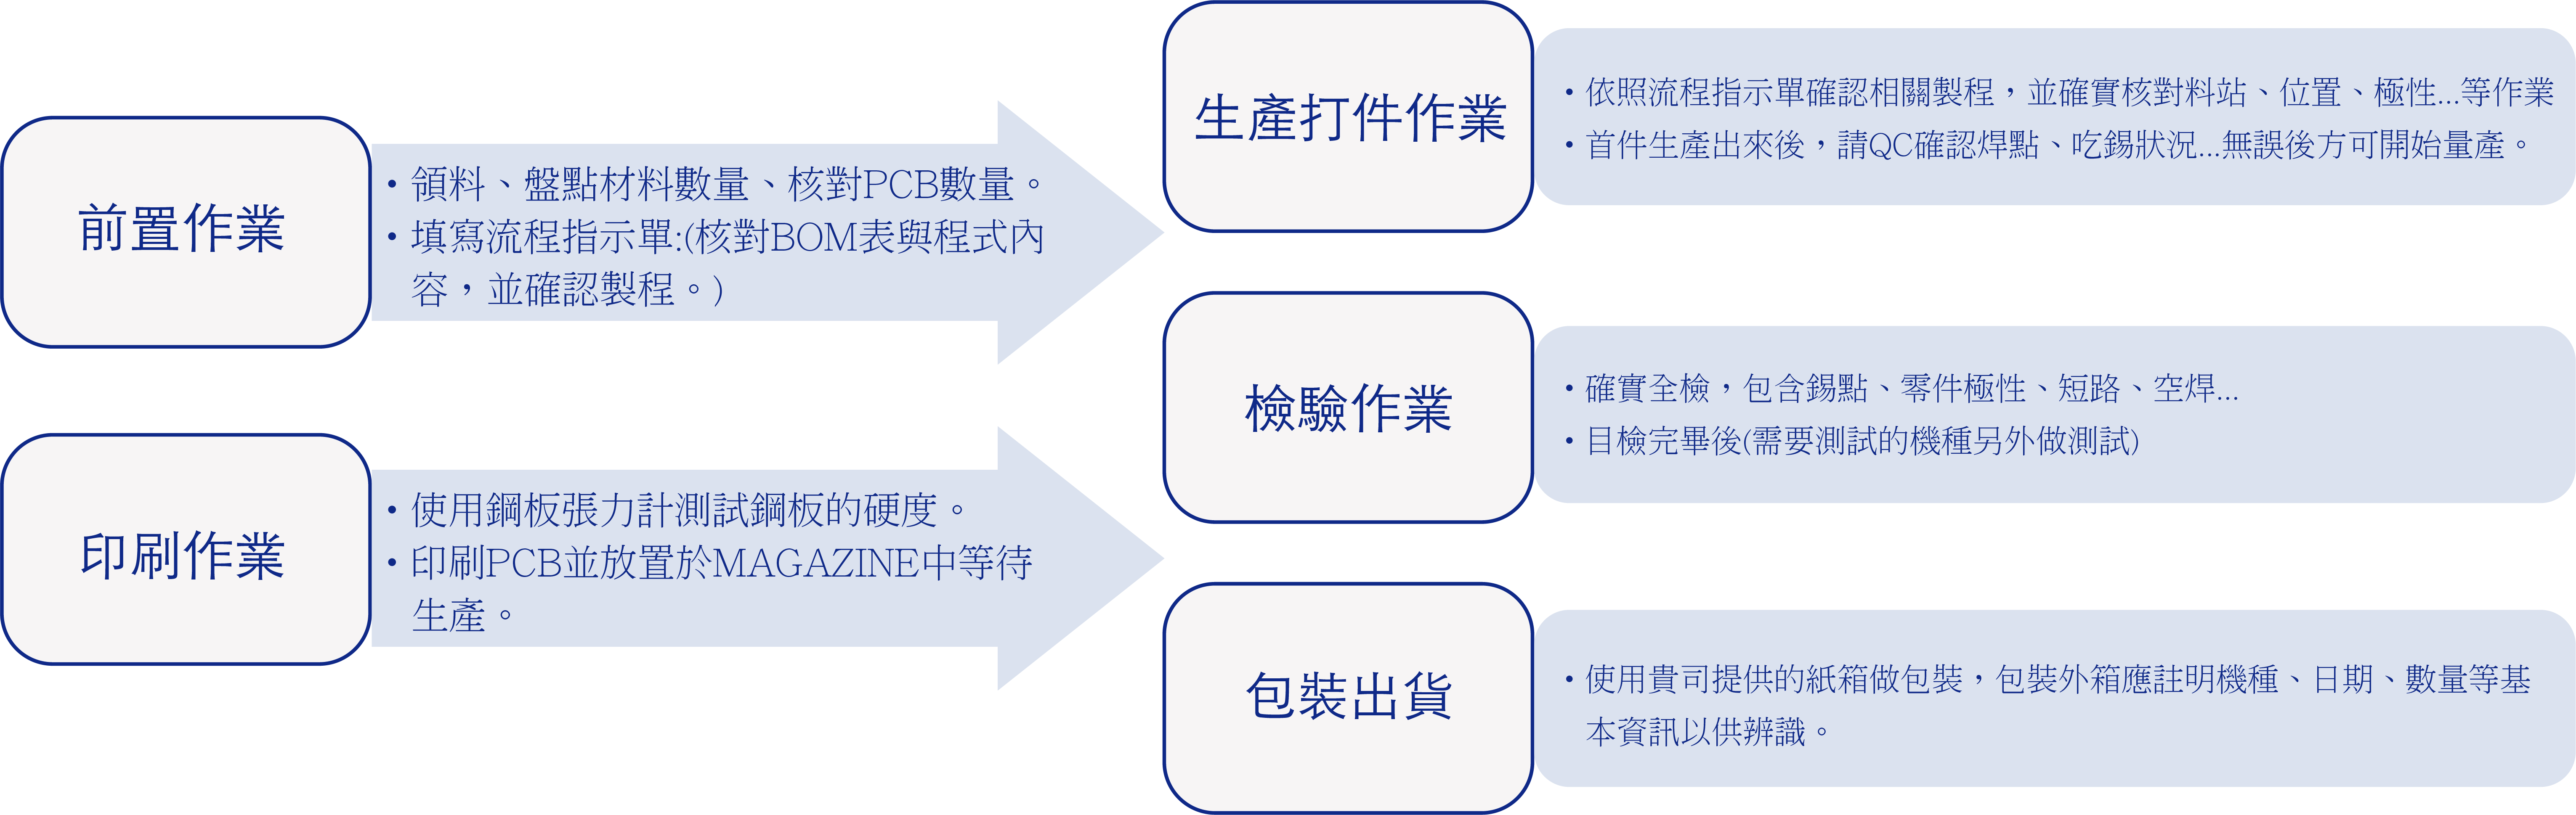 前置作業
• 領料、盤點材料數量、核對PCB數量。
• 填寫流程指示單:(核對BOM表與程式內
容，並確認製程。)
印刷作業
• 使用鋼板張力計測試鋼板的硬度。
• 印刷PCB並放置於MAGAZINE中等待
生產。
生產打件作業
• 依照流程指示單確認相關製程，並確實核對料站、位置、極性...等作業
• 首件生產出來後，請QC確認焊點、吃錫狀況...無誤後方可開始量產。
檢驗作業
• 確實全檢，包含錫點、零件極性、短路、空焊...
• 目檢完畢後(需要測試的機種另外做測試)
包裝出貨
• 使用貴司提供的紙箱做包裝，包裝外箱應註明機種、日期、數量等基
本資訊以供辨識。